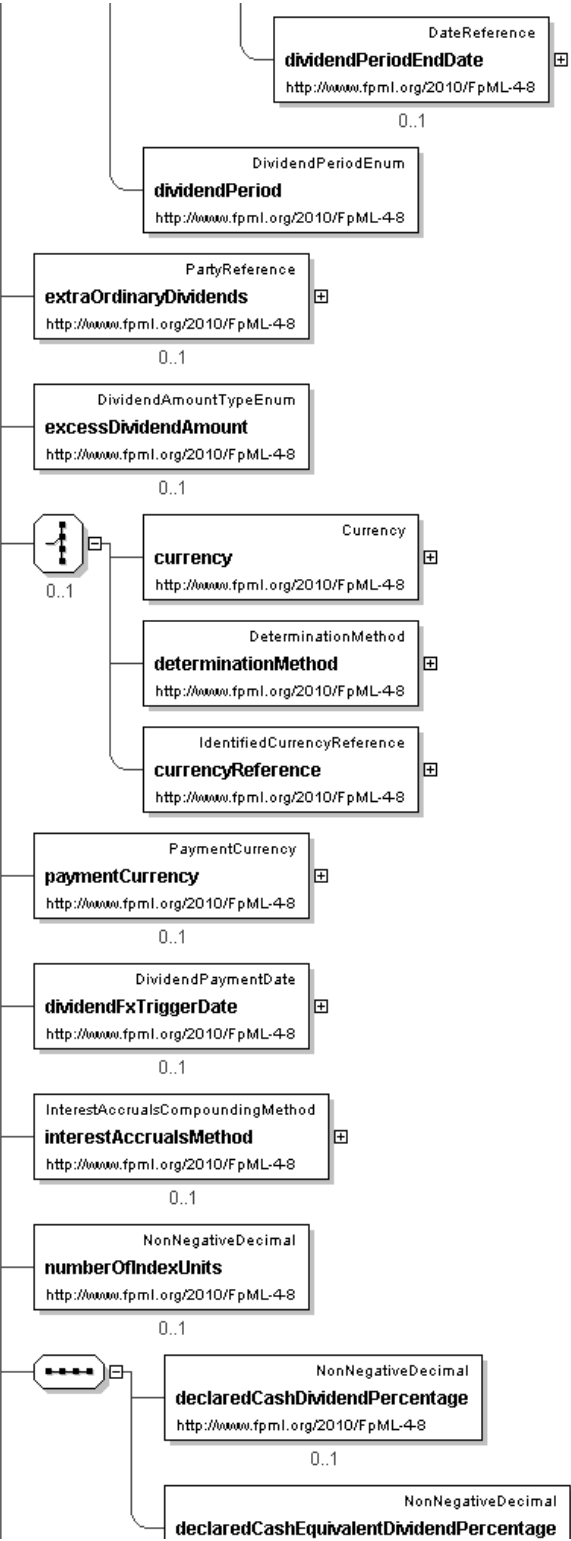 DateReference
dividendPeriodEndDate
http://www.fpml.org/2010/FpML-4-8
0..1
DividendPeriodEnum
dividendPeriod
http://www.fpml.org/2010/FpML-4-8
PartyReference
extraOrdinaryDividends
http://www.fpml.org/2010/FpML-4-8
0..1
DividendAmountTypeEnum
excessDividendAmount
http://www.fpml.org/2010/FpML-4-8
0..1
0..1
Currency
currency
http://www.fpml.org/2010/FpML-4-8
DeterminationMethod
determinationMethod
http://www.fpml.org/2010/FpML-4-8
IdentifiedCurrencyReference
currencyReference
http://www.fpml.org/2010/FpML-4-8
PaymentCurrency
paymentCurrency
http://www.fpml.org/2010/FpML-4-8
0..1
DividendPaymentDate
dividendFxTriggerDate
http://www.fpml.org/2010/FpML-4-8
0..1
InterestAccrualsCompoundingMethod
interestAccrualsMethod
http://www.fpml.org/2010/FpML-4-8
0..1
NonNegativeDecimal
numberOfIndexUnits
http://www.fpml.org/2010/FpML-4-8
0..1
NonNegativeDecimal
declaredCashDividendPercentage
http://www.fpml.org/2010/FpML-4-8
0..1
NonNegativeDecimal
declaredCashEquivalentDividendPercentage